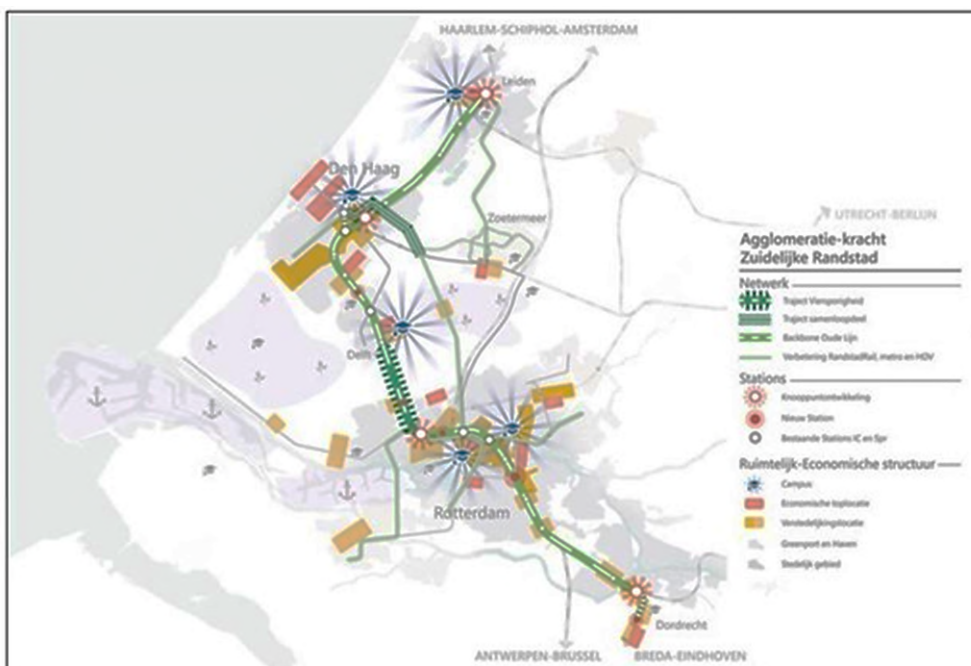 HAARLEM-SCHIPHOL-AMSTERDAM
Leiden
Den Haag
Zoetermeer
UTRECHT-BERLIJN
Delft
Rotterdam
Dordrecht
ANTWERPEN-BRUSSEL
BREDA-EINDHOVEN
Agglomeratie-kracht
Zuidelijke Randstad
Netwerk
Traject Viersporigheid
Traject samenloopdeel
Backbone Oude Lijn
Verbetering RandstadRail, metro en HOV
Stations
Knooppuntontwikkeling
Nieuw Station
Bestaande Stations IC en Spr
Ruimtelijk-Economische structuur
Campus
Economische toplocatie
Verstedelijkingslocatie
Greenport en Haven
Stedelijk gebied